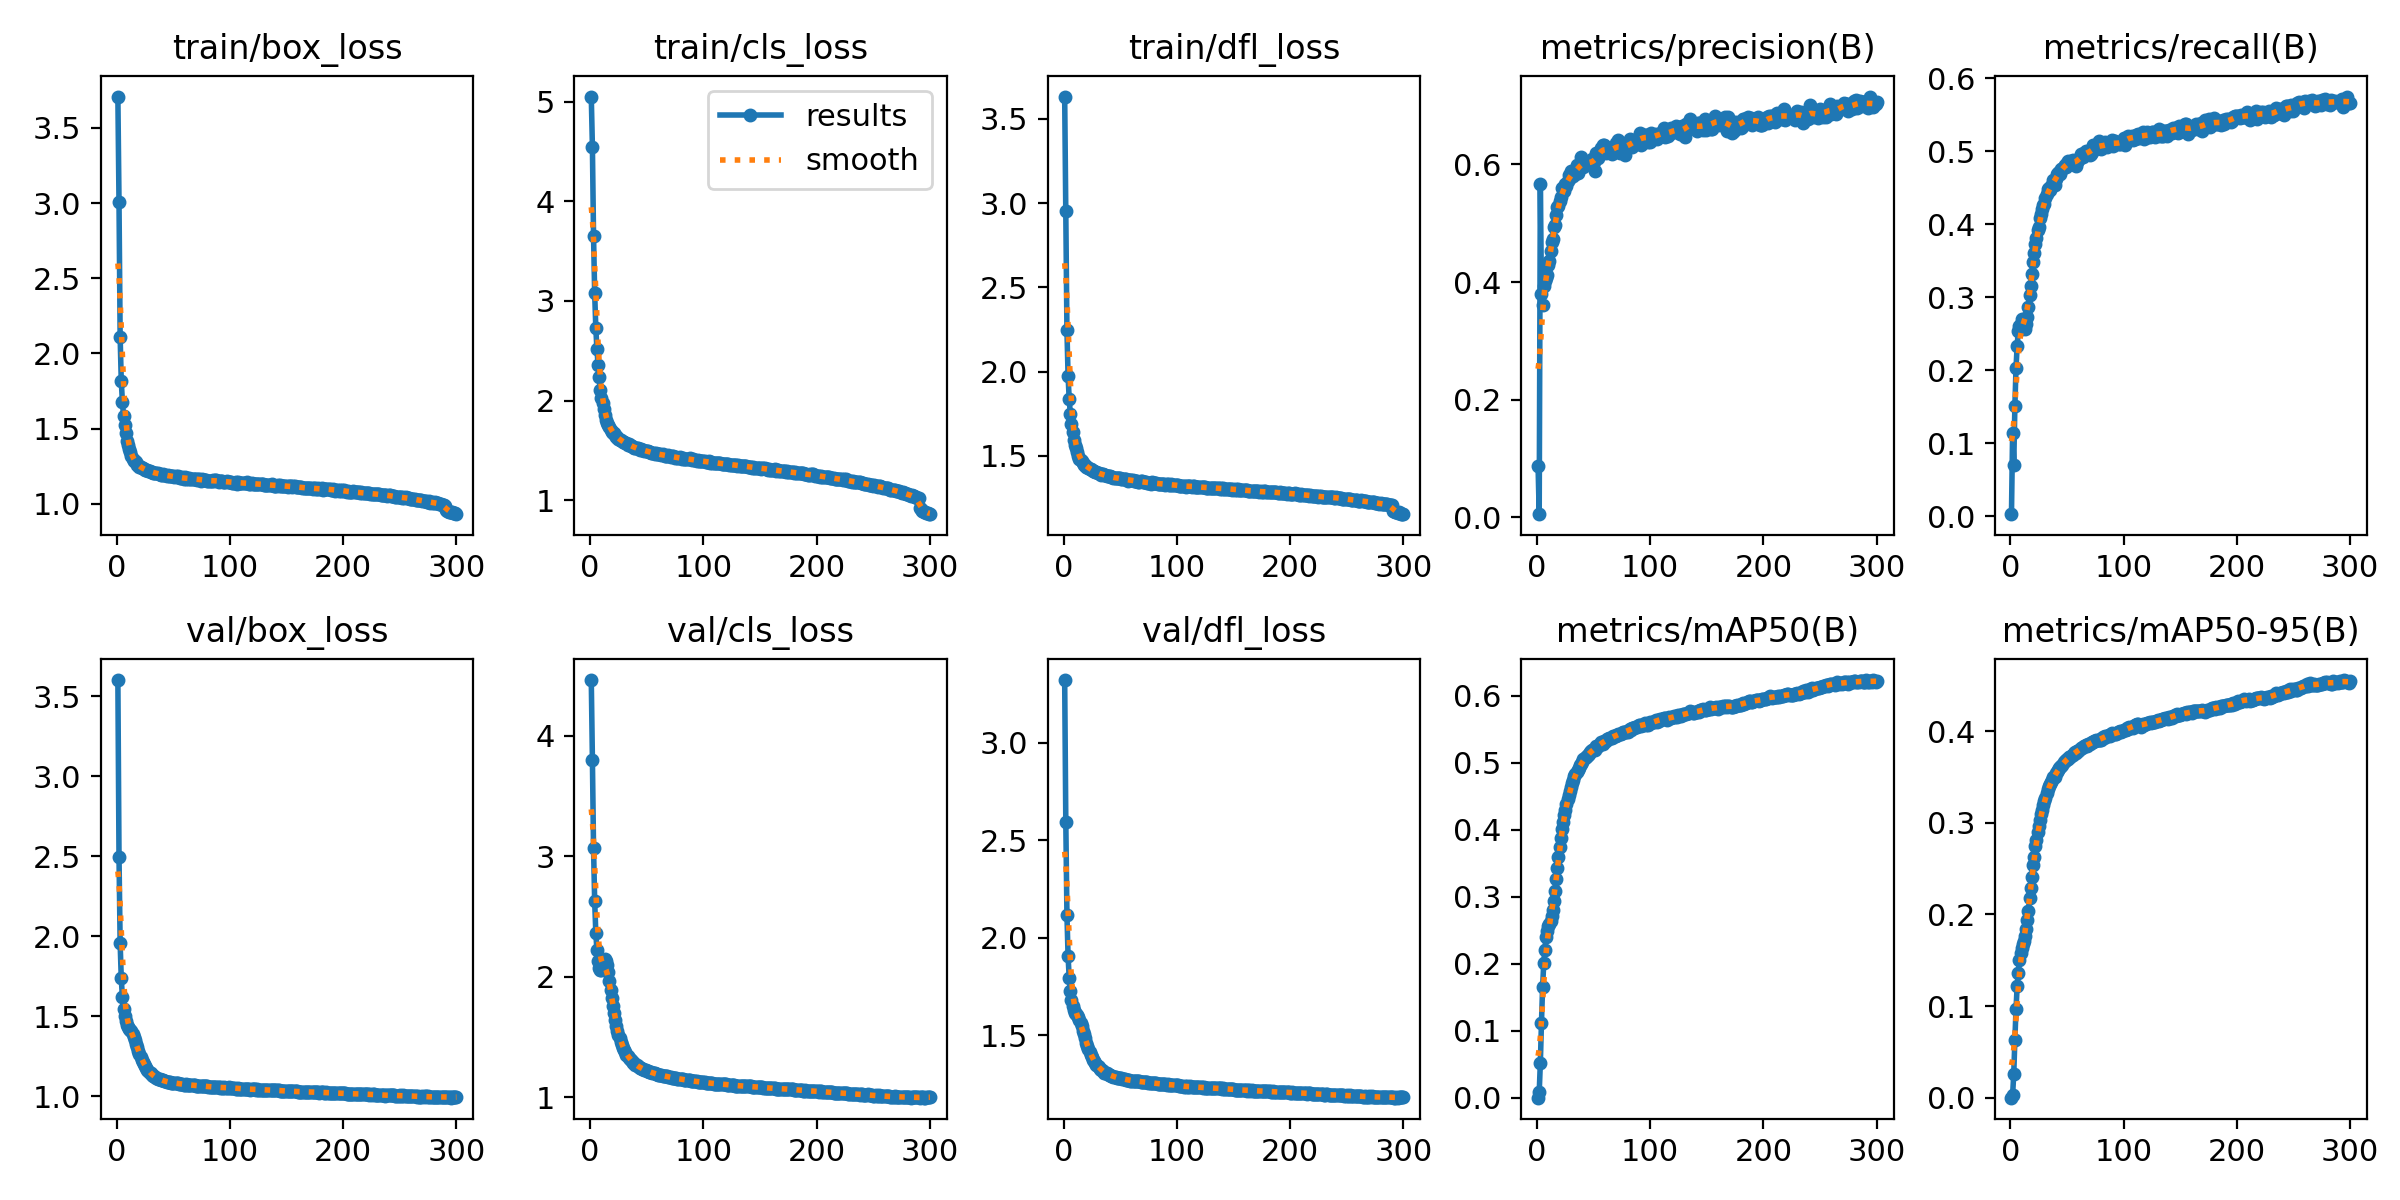 train/box_loss
3.5
3.0
2.5
2.0
1.5
1.0
0 100 200 300
train/cls_loss
results
smooth
5
4
3
2
1
0 100 200 300
train/dfl_loss
3.5
3.0
2.5
2.0
1.5
0 100 200 300
metrics/precision(B)
0.6
0.4
0.2
0.0
0 100 200 300
metrics/recall(B)
0.6
0.5
0.4
0.3
0.2
0.1
0.0
0 100 200 300
val/box_loss
3.5
3.0
2.5
2.0
1.5
1.0
0 100 200 300
val/cls_loss
4
3
2
1
0 100 200 300
val/dfl_loss
3.0
2.5
2.0
1.5
0 100 200 300
metrics/mAP50(B)
0.6
0.5
0.4
0.3
0.2
0.1
0.0
0 100 200 300
metrics/mAP50-95(B)
0.4
0.3
0.2
0.1
0.0
0 100 200 300